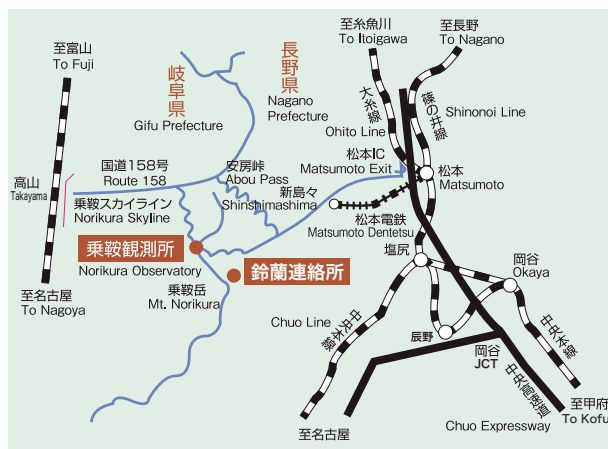 至富山
To Fuji
岐阜県
Gifu Prefecture
長野県
Nagano
Prefecture
至糸魚川
To Itoigawa
至長野
To Nagano
大糸線
Ohito Line
篠の井線
Shinonoi Line
松本IC
Matsumoto Exit
松本
Matsumoto
高山
Takayama
国道158号
Route 158
安房峠
Abou Pass
新島々
Shinshimashima
乗鞍スカイライン
Norikura Skyline
松本電鉄
Matsumoto Dentetsu
乗鞍観測所
Norikura Observatory
鈴蘭連絡所
乗鞍岳
Mt. Norikura
至名古屋
To Nagoya
塩尻
岡谷
Okaya
Chuo Line
中央本線
辰野
岡谷
JCT
中央本線
中央高速道
至名古屋
Chuo Expressway
至甲府
To Kofu